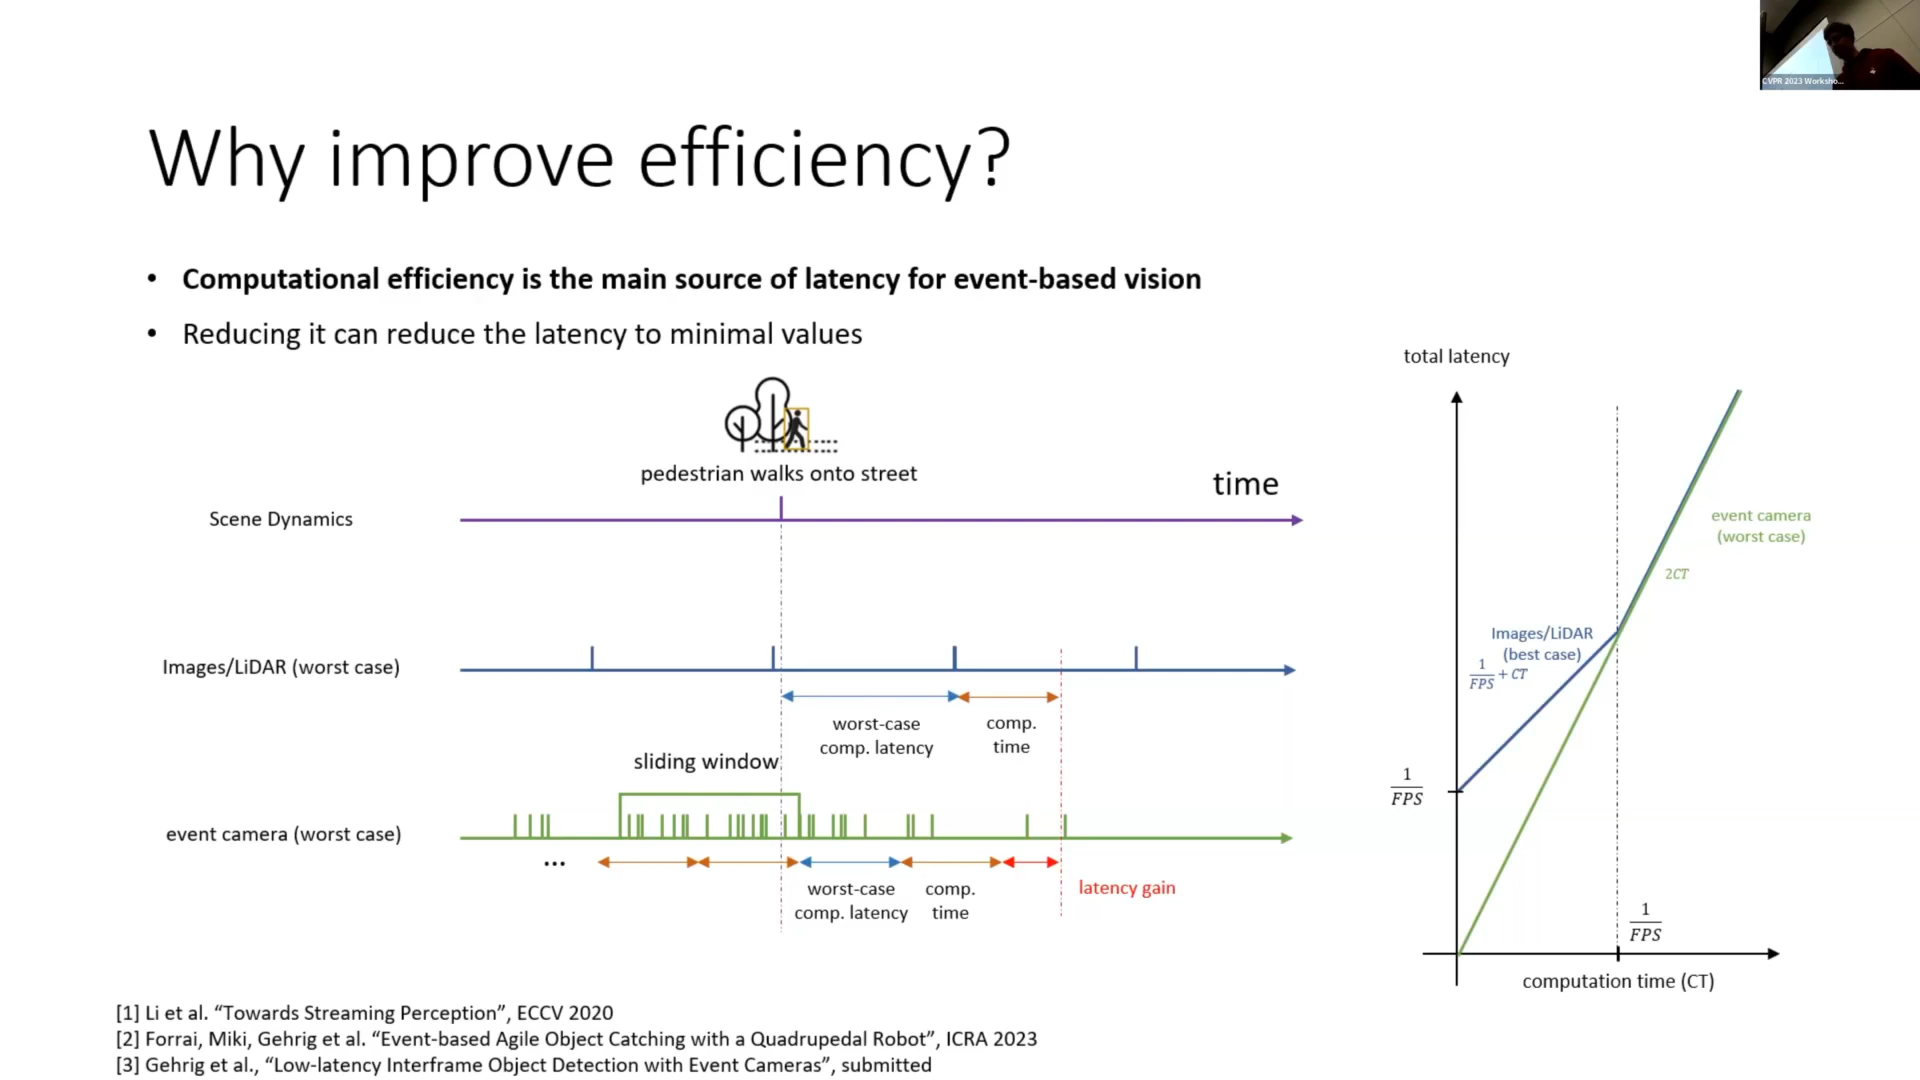 CVPR 2023 Worksho...
Why improve efficiency?
• Computational efficiency is the main source of latency for event-based vision
• Reducing it can reduce the latency to minimal values
pedestrian walks onto street
time
Scene Dynamics
Images/LiDAR (worst case)
worst-case
comp. latency
comp.
time
sliding window
event camera (worst case)
...
worst-case
comp. latency
comp.
time
latency gain
total latency
event camera
(worst case)
2CT
Images/LiDAR
(best case)
1/FPS + CT
1/FPS
1/FPS
computation time (CT)
[1] Li et al. “Towards Streaming Perception”, ECCV 2020
[2] Forrai, Miki, Gehrig et al. “Event-based Agile Object Catching with a Quadrupedal Robot”, ICRA 2023
[3] Gehrig et al., “Low-latency Interframe Object Detection with Event Cameras”, submitted